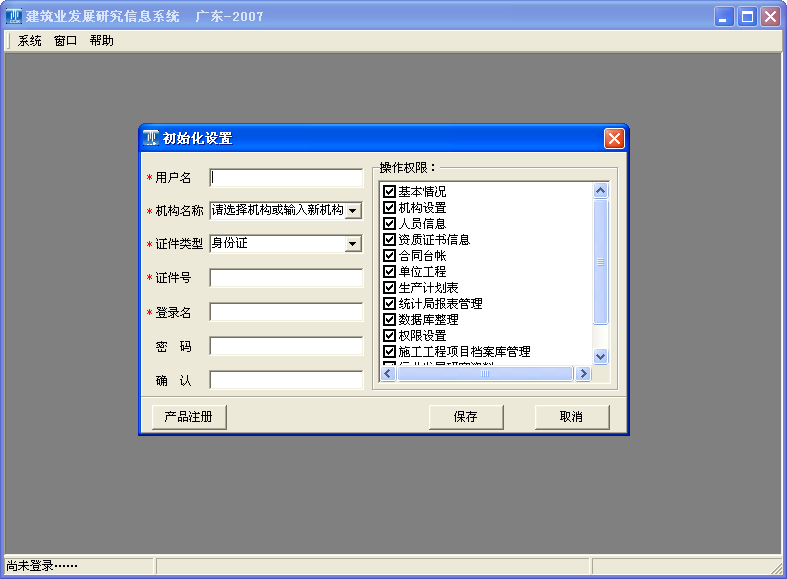 建筑业发展研究信息系统 广东-2007
系统 窗口 帮助
初始化设置
*用户名
*机构名称 请选择机构或输入新机构
*证件类型 身份证
*证件号
*登录名
密 码
确 认
操作权限：
基本情况
机构设置
人员信息
资质证书信息
合同台帐
单位工程
生产计划表
统计局报表管理
数据库整理
权限设置
施工工程项目档案库管理
产品注册 保存 取消
尚未登录······